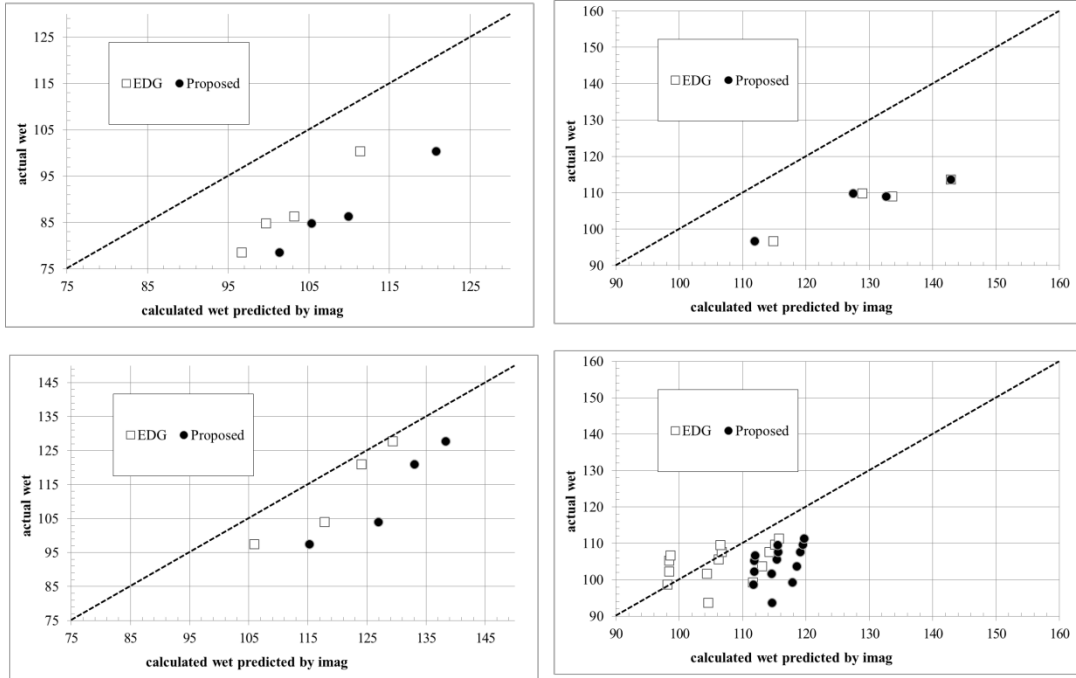 125
115
105
95
85
75
actual wet
EDG Proposed
75 85 95 105 115 125
calculated wet predicted by imag
160
150
140
130
120
110
100
90
actual wet
EDG Proposed
90 100 110 120 130 140 150 160
calculated wet predicted by imag
145
135
125
115
105
95
85
75
actual wet
EDG Proposed
75 85 95 105 115 125 135 145
calculated wet predicted by imag
160
150
140
130
120
110
100
90
actual wet
EDG Proposed
90 100 110 120 130 140 150 160
calculated wet predicted by imag